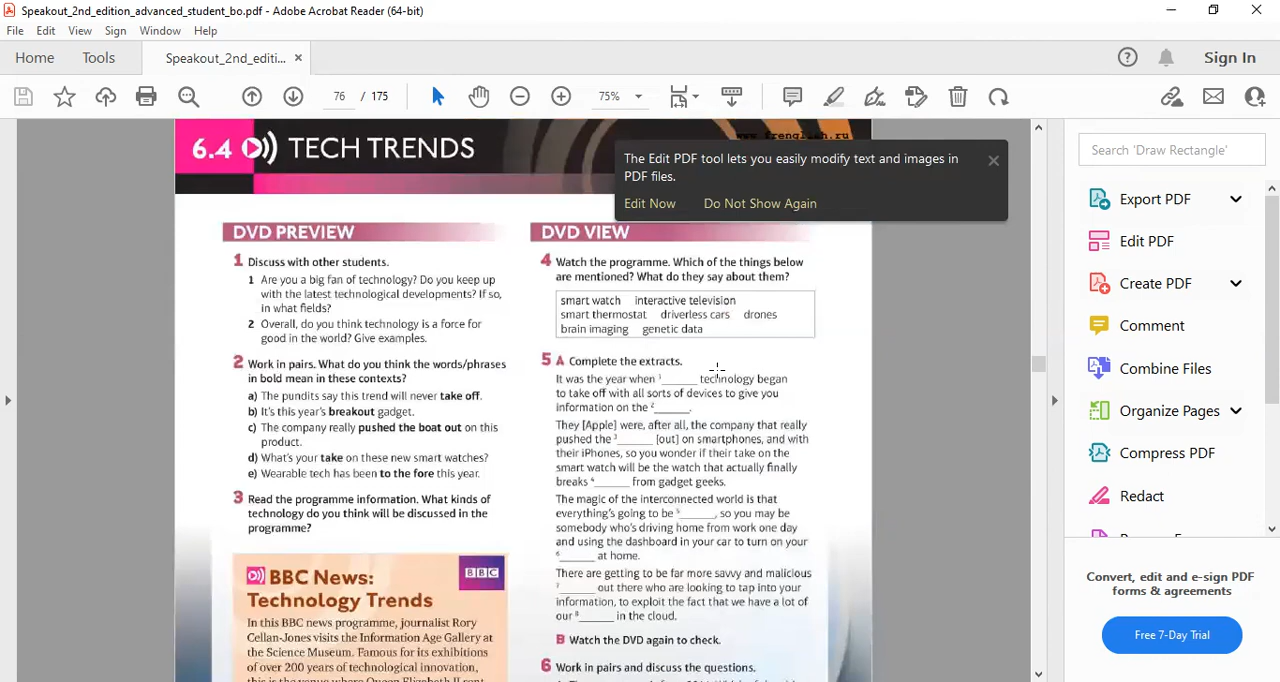 Speakout_2nd_edition_advanced_student_bo.pdf - Adobe Acrobat Reader (64-bit)
File Edit View Sign Window Help
Home Tools Speakout_2nd_editi... × Sign In
76 / 175 75%
6.4 TECH TRENDS
www.frenglish.ru
The Edit PDF tool lets you easily modify text and images in
PDF files.
Edit Now Do Not Show Again
DVD PREVIEW
1 Discuss with other students.
1 Are you a big fan of technology? Do you keep up
with the latest technological developments? If so,
in what fields?
2 Overall, do you think technology is a force for
good in the world? Give examples.
2 Work in pairs. What do you think the words/phrases
in bold mean in these contexts?
a) The pundits say this trend will never take off.
b) It's this year's breakout gadget.
c) The company really pushed the boat out on this
product.
d) What's your take on these new smart watches?
e) Wearable tech has been to the fore this year.
3 Read the programme information. What kinds of
technology do you think will be discussed in the
programme?
BBC
BBC News:
Technology Trends
In this BBC news programme, journalist Rory
Cellan-Jones visits the Information Age Gallery at
the Science Museum. Famous for its exhibitions
of over 200 years of technological innovation,
this is the venue where Queen Elizabeth II sent
DVD VIEW
4 Watch the programme. Which of the things below
are mentioned? What do they say about them?
smart watch interactive television
smart thermostat driverless cars drones
brain imaging genetic data
5 A Complete the extracts.
It was the year when 1______ technology began
to take off with all sorts of devices to give you
information on the 2______.
They [Apple] were, after all, the company that really
pushed the 3______ [out] on smartphones, and with
their iPhones, so you wonder if their take on the
smart watch will be the watch that actually finally
breaks 4______ from gadget geeks.
The magic of the interconnected world is that
everything's going to be 5______, so you may be
somebody who's driving home from work one day
and using the dashboard in your car to turn on your
6______ at home.
There are getting to be far more savvy and malicious
7______ out there who are looking to tap into your
information, to exploit the fact that we have a lot of
our 8______ in the cloud.
B Watch the DVD again to check.
6 Work in pairs and discuss the questions.
Search 'Draw Rectangle'
Export PDF
Edit PDF
Create PDF
Comment
Combine Files
Organize Pages
Compress PDF
Redact
Convert, edit and e-sign PDF
forms & agreements
Free 7-Day Trial